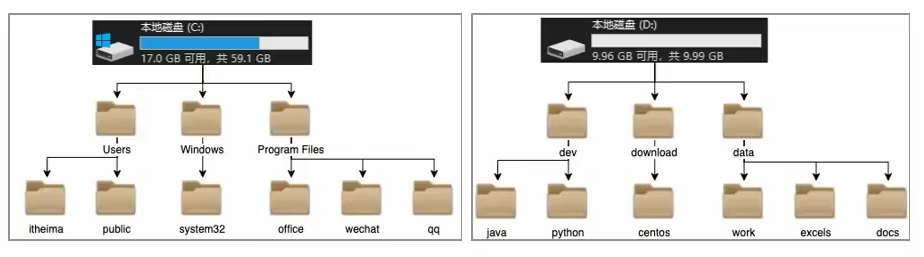 本地磁盘 (C:)
17.0 GB 可用，共 59.1 GB
Users
Windows
Program Files
itheima
public
system32
office
wechat
qq
本地磁盘 (D:)
9.96 GB 可用，共 9.99 GB
dev
download
data
java
python
centos
work
excels
docs